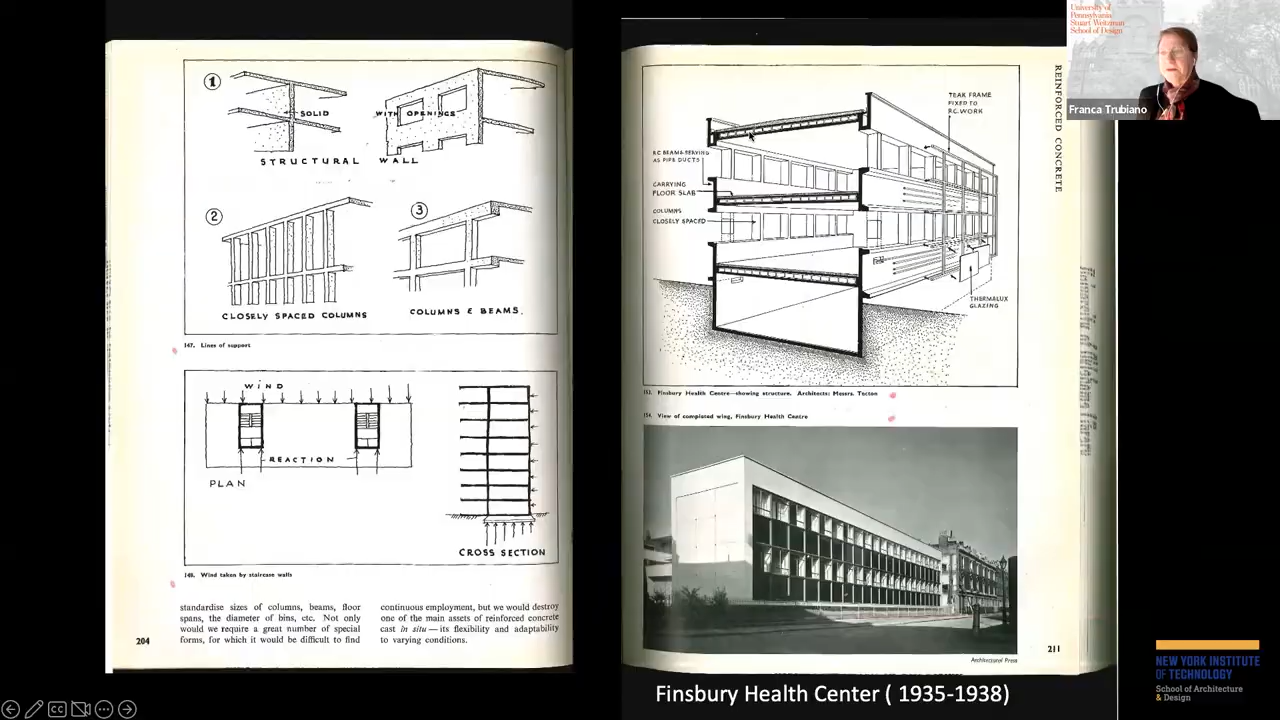 1
SOLID
WITH OPENINGS
STRUCTURAL WALL
2
3
CLOSELY SPACED COLUMNS
COLUMNS & BEAMS.
147. Lines of support
WIND
REACTION
PLAN
CROSS SECTION
148. Wind taken by staircase walls
standardise sizes of columns, beams, floor
spans, the diameter of bins, etc. Not only
would we require a great number of special
forms, for which it would be difficult to find
continuous employment, but we would destroy
one of the main assets of reinforced concrete
cast in situ—its flexibility and adaptability
to varying conditions.
204
TEAK FRAME
FIXED TO
R.C. WORK
R.C BEAMS SERVING
AS PIPE DUCTS
CARRYING
FLOOR SLAB
COLUMNS
CLOSELY SPACED
THERMALUX
GLAZING
REINFORCED CONCRETE
153. Finsbury Health Centre—showing structure. Architects: Messrs. Tecton
154. View of completed wing, Finsbury Health Centre
Architectural Press
211
Finsbury Health Center ( 1935-1938)
University of
Pennsylvania
Stuart Weitzman
School of Design
Franca Trubiano
NEW YORK INSTITUTE
OF TECHNOLOGY
School of Architecture
& Design
CC